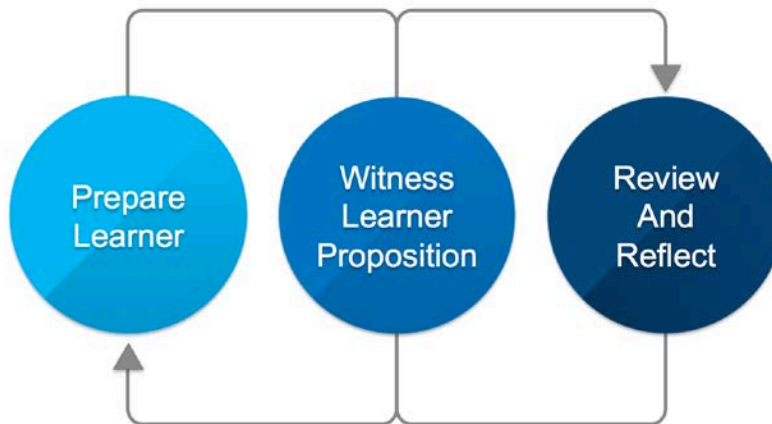 Prepare
Learner
Witness
Learner
Proposition
Review
And
Reflect